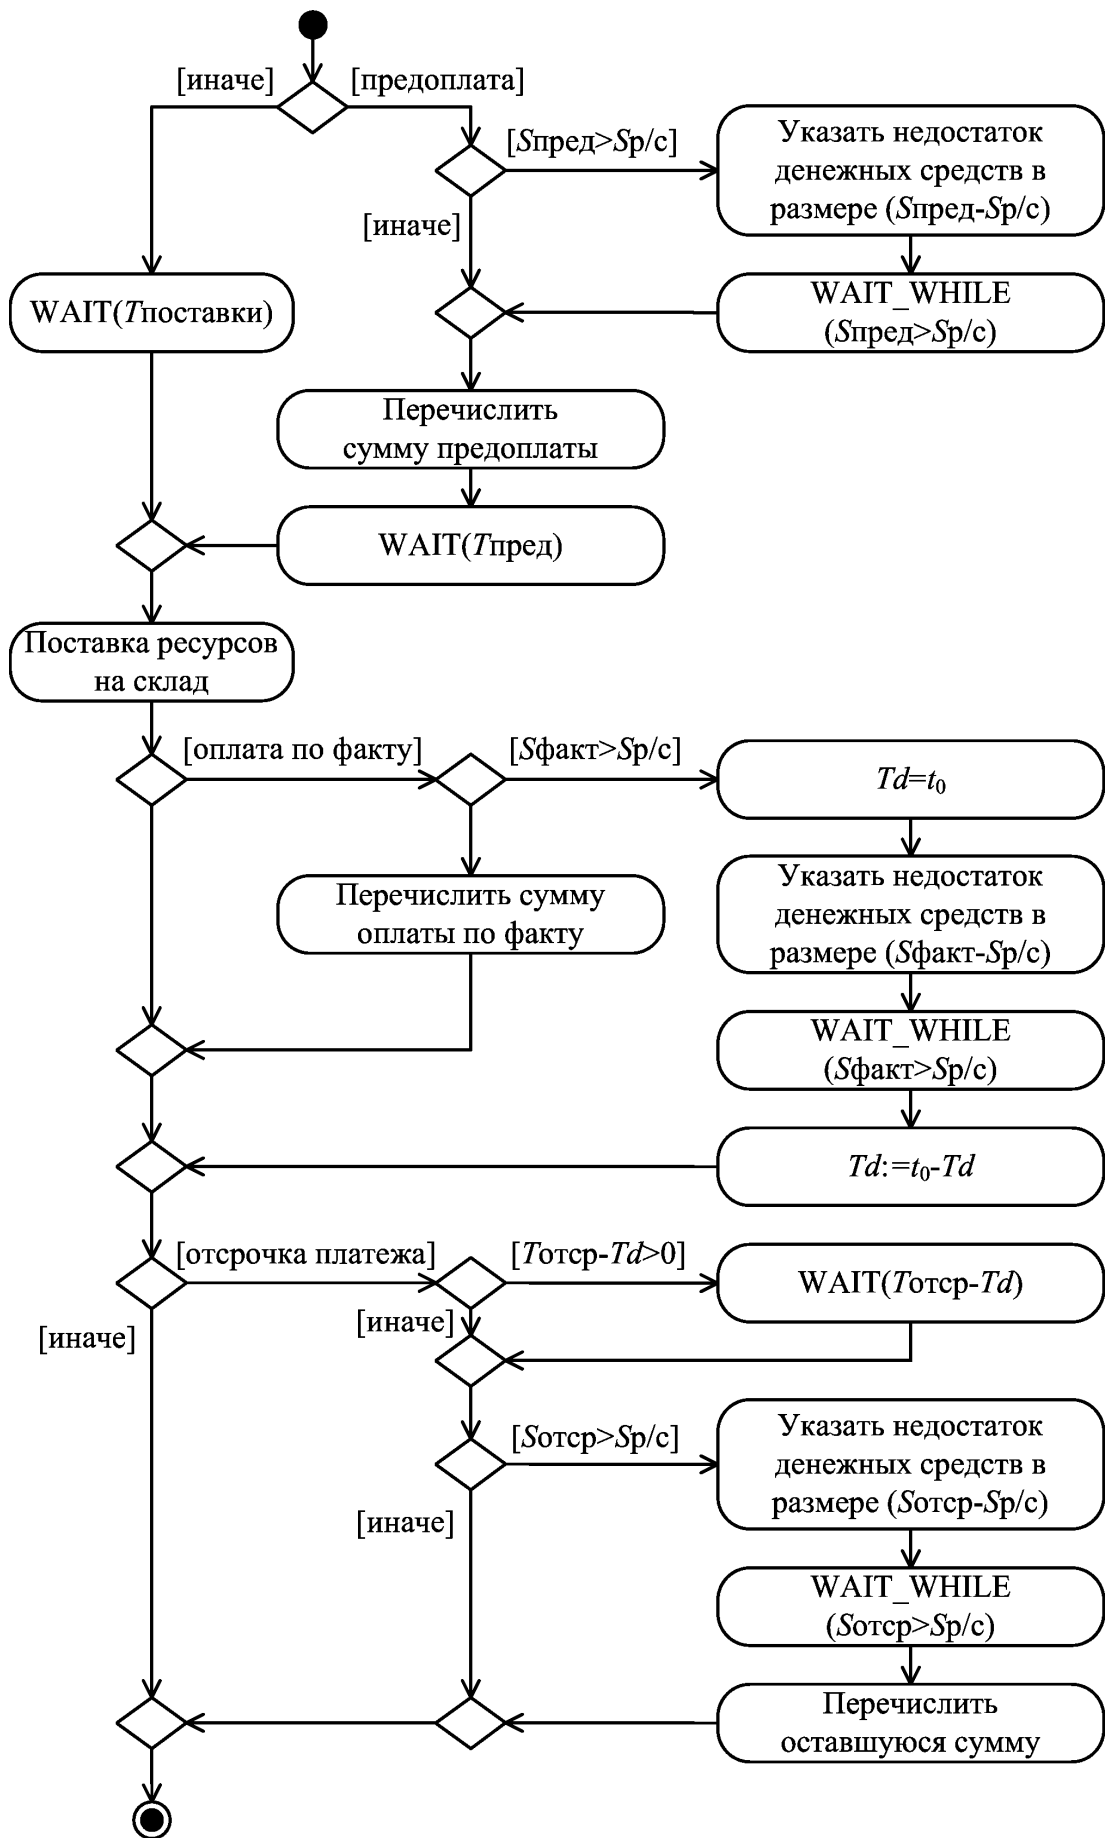 [иначе]
[предоплата]
[Sпред>Sр/с]
Указать недостаток
денежных средств в
размере (Sпред-Sр/с)
[иначе]
WAIT(Tпоставки)
WAIT_WHILE
(Sпред>Sр/с)
Перечислить
сумму предоплаты
WAIT(Tпред)
Поставка ресурсов
на склад
[оплата по факту]
[Sфакт>Sр/с]
Td=t₀
Перечислить сумму
оплаты по факту
Указать недостаток
денежных средств в
размере (Sфакт-Sр/с)
WAIT_WHILE
(Sфакт>Sр/с)
Td:=t₀-Td
[отсрочка платежа]
[Tотср-Td>0]
WAIT(Tотср-Td)
[иначе]
[иначе]
[Sотср>Sр/с]
Указать недостаток
денежных средств в
размере (Sотср-Sр/с)
[иначе]
WAIT_WHILE
(Sотср>Sр/с)
Перечислить
оставшуюся сумму